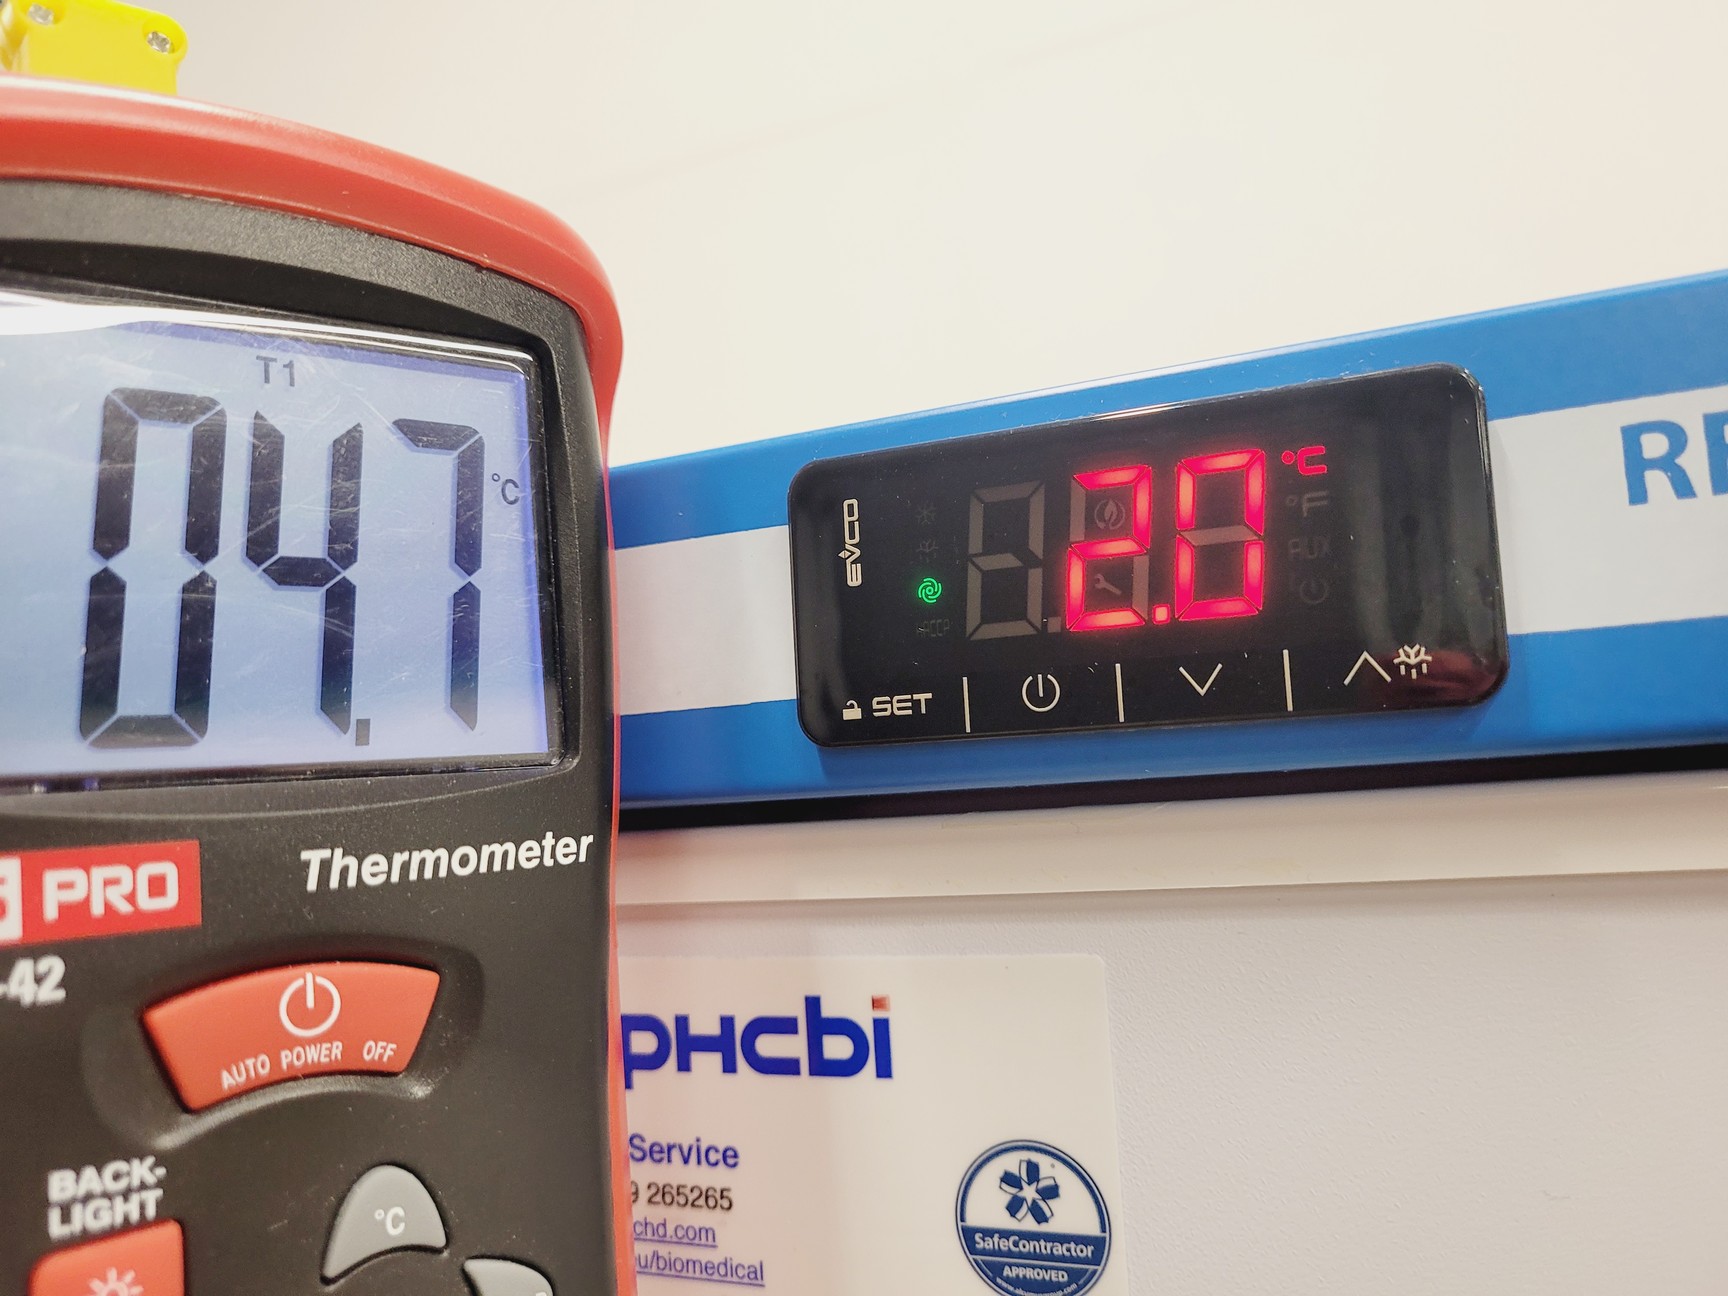 T1
04.7 °C
PRO
Thermometer
-42
AUTO POWER OFF
BACK-
LIGHT
°C
EVCO
2.0 °C
°F
AUX
HACCP
SET
RE
PHCbi
Service
9 265265
chd.com
u/biomedical
SafeContractor
APPROVED